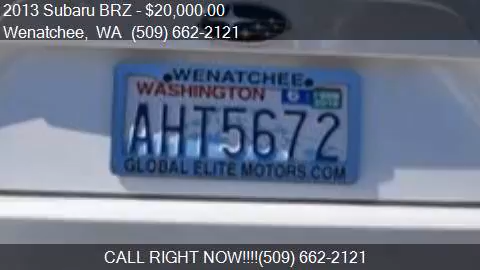 2013 Subaru BRZ - $20,000.00
Wenatchee,  WA  (509) 662-2121
WENATCHEE
WASHINGTON
6
AHT5672
GLOBAL ELITE MOTORS.COM
CALL RIGHT NOW!!!!(509) 662-2121